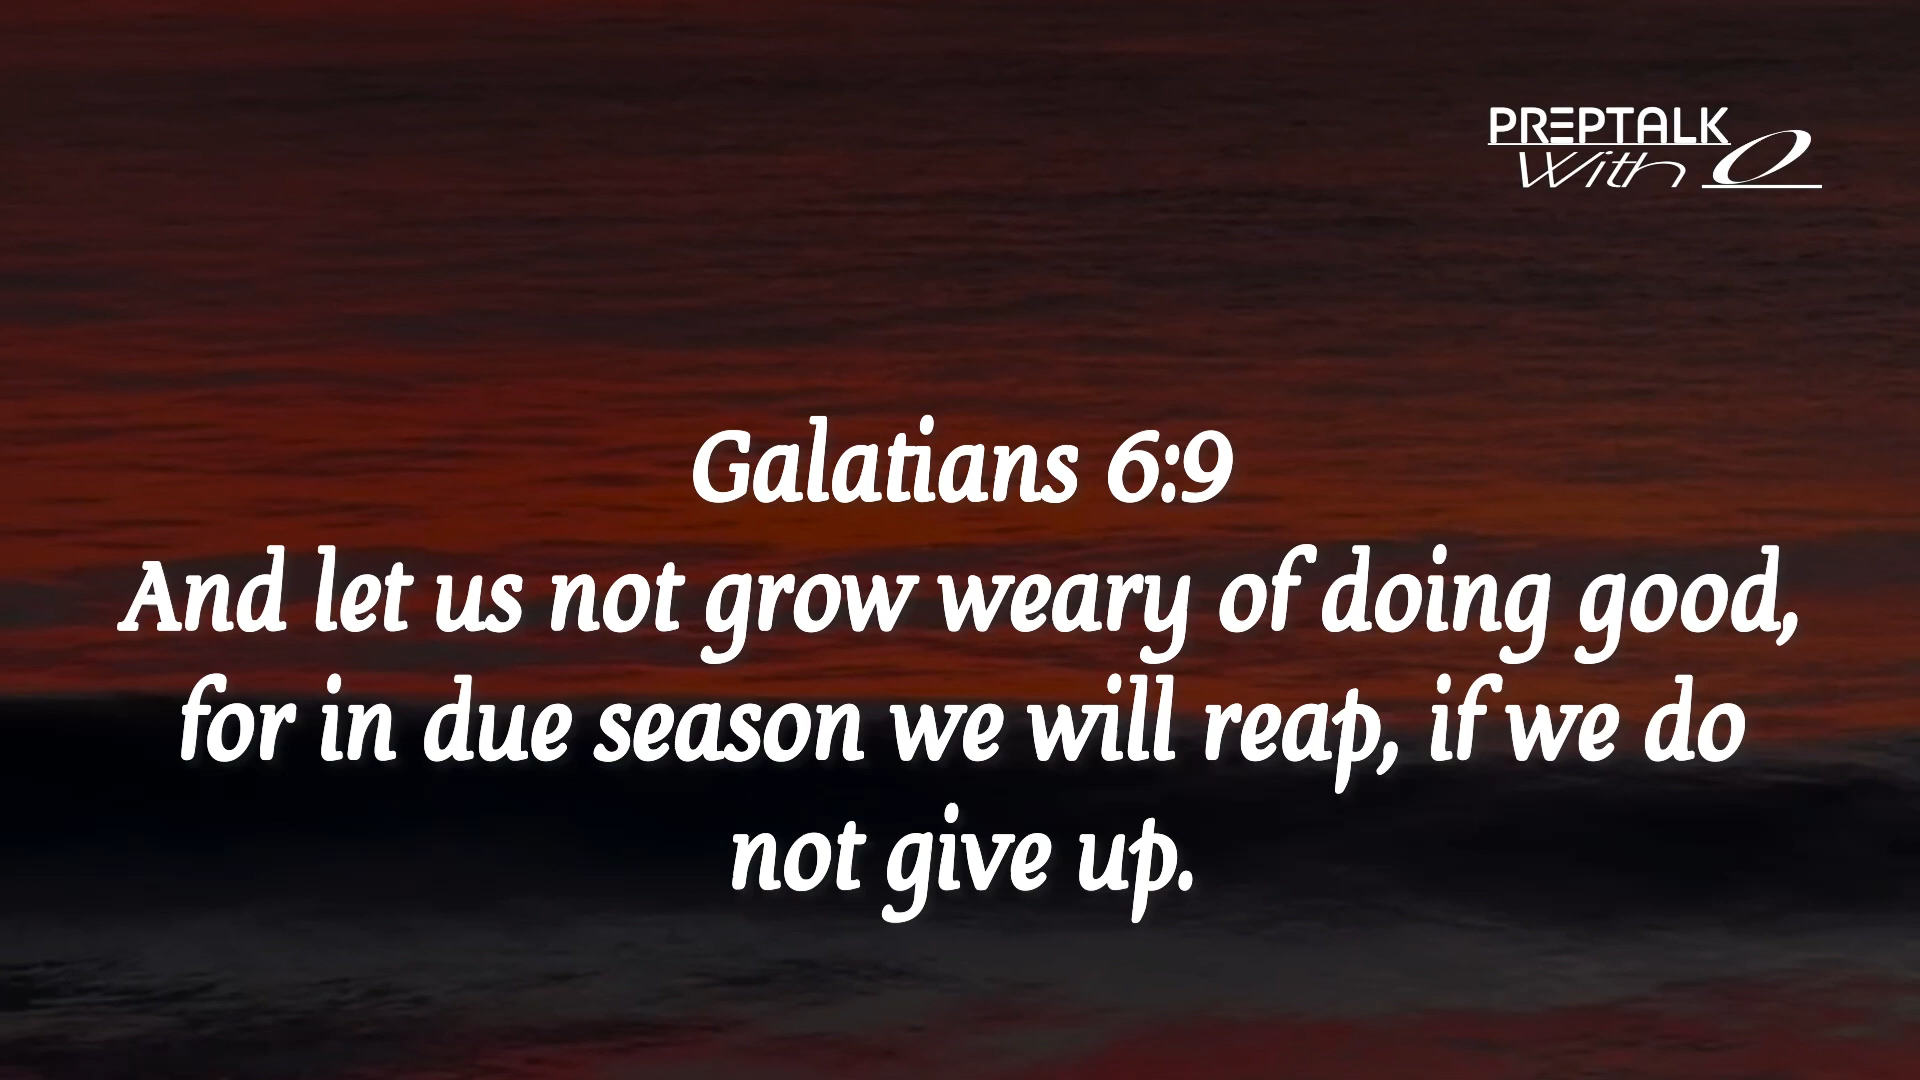 PREPTALK
With O
Galatians 6:9
And let us not grow weary of doing good,
for in due season we will reap, if we do
not give up.